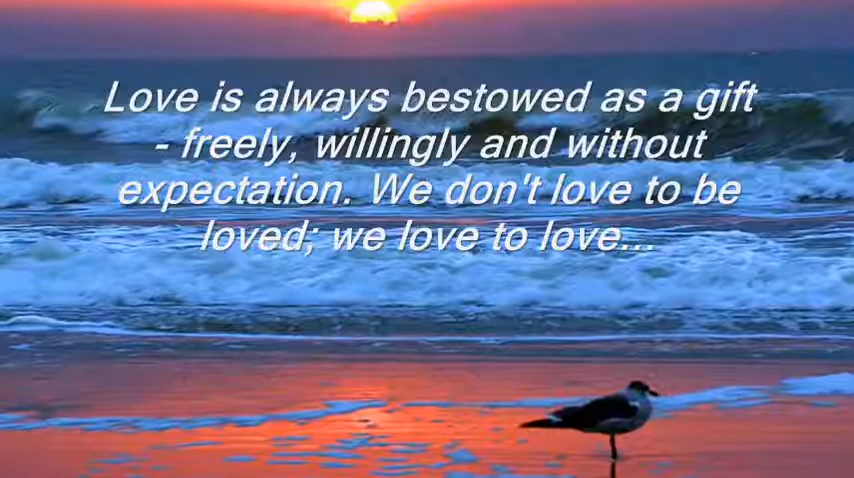 Love is always bestowed as a gift
- freely, willingly and without
expectation. We don't love to be
loved; we love to love...